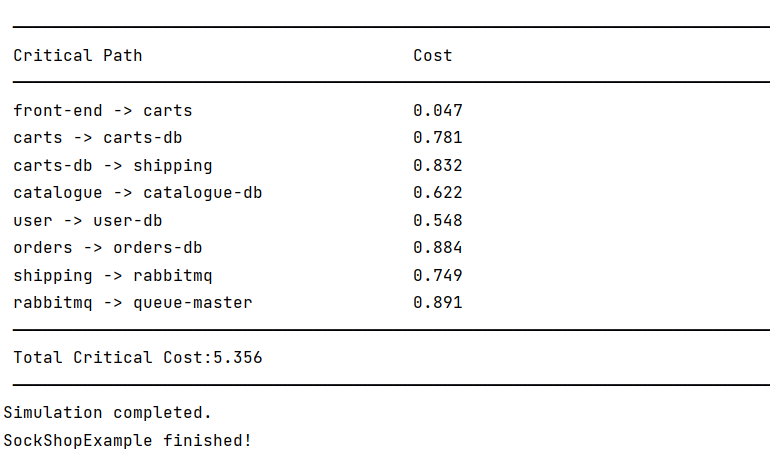 Critical Path Cost
front-end -> carts 0.047
carts -> carts-db 0.781
carts-db -> shipping 0.832
catalogue -> catalogue-db 0.622
user -> user-db 0.548
orders -> orders-db 0.884
shipping -> rabbitmq 0.749
rabbitmq -> queue-master 0.891
Total Critical Cost:5.356
Simulation completed.
SockShopExample finished!